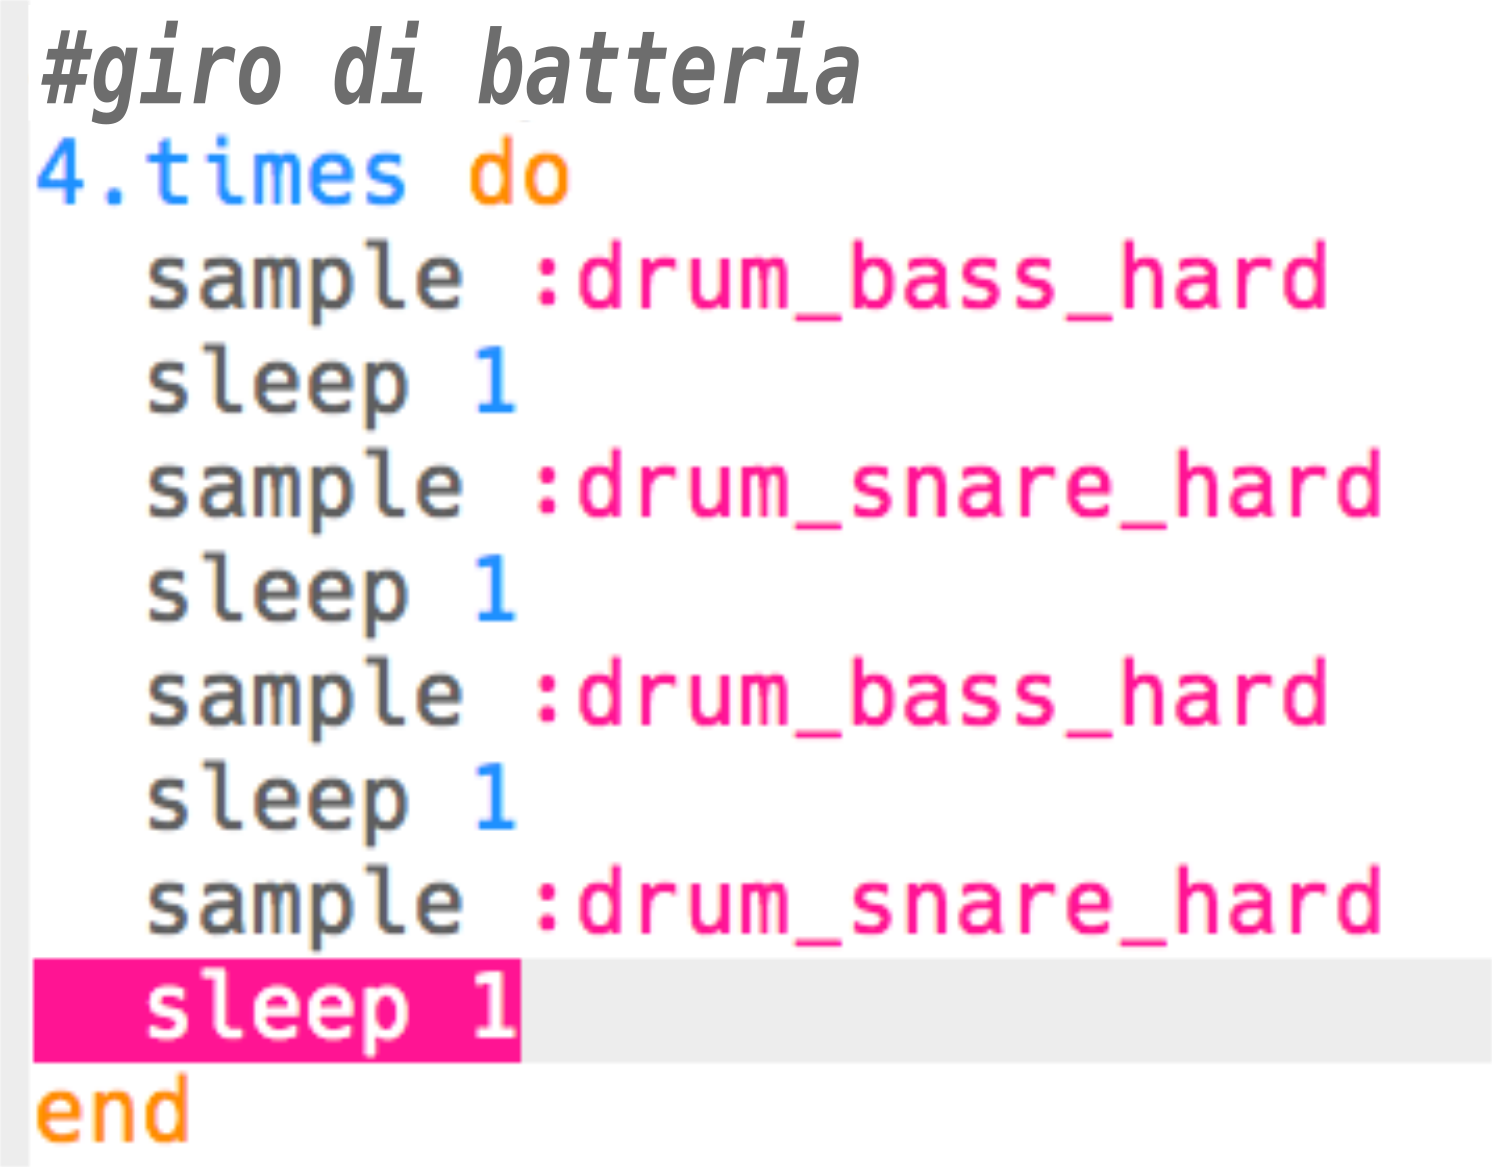 #giro di batteria
4.times do
  sample :drum_bass_hard
  sleep 1
  sample :drum_snare_hard
  sleep 1
  sample :drum_bass_hard
  sleep 1
  sample :drum_snare_hard
  sleep 1
end